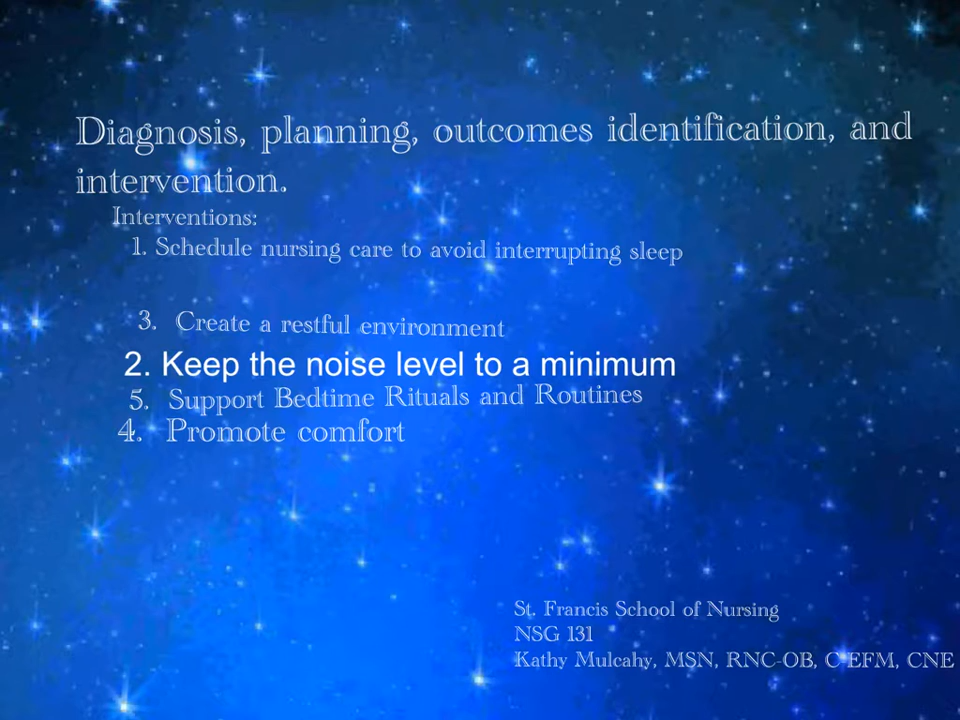 Diagnosis, planning, outcomes identification, and
intervention.
Interventions:
1. Schedule nursing care to avoid interrupting sleep
3. Create a restful environment
2. Keep the noise level to a minimum
5. Support Bedtime Rituals and Routines
4. Promote comfort
St. Francis School of Nursing
NSG 131
Kathy Mulcahy, MSN, RNC-OB, C-EFM, CNE